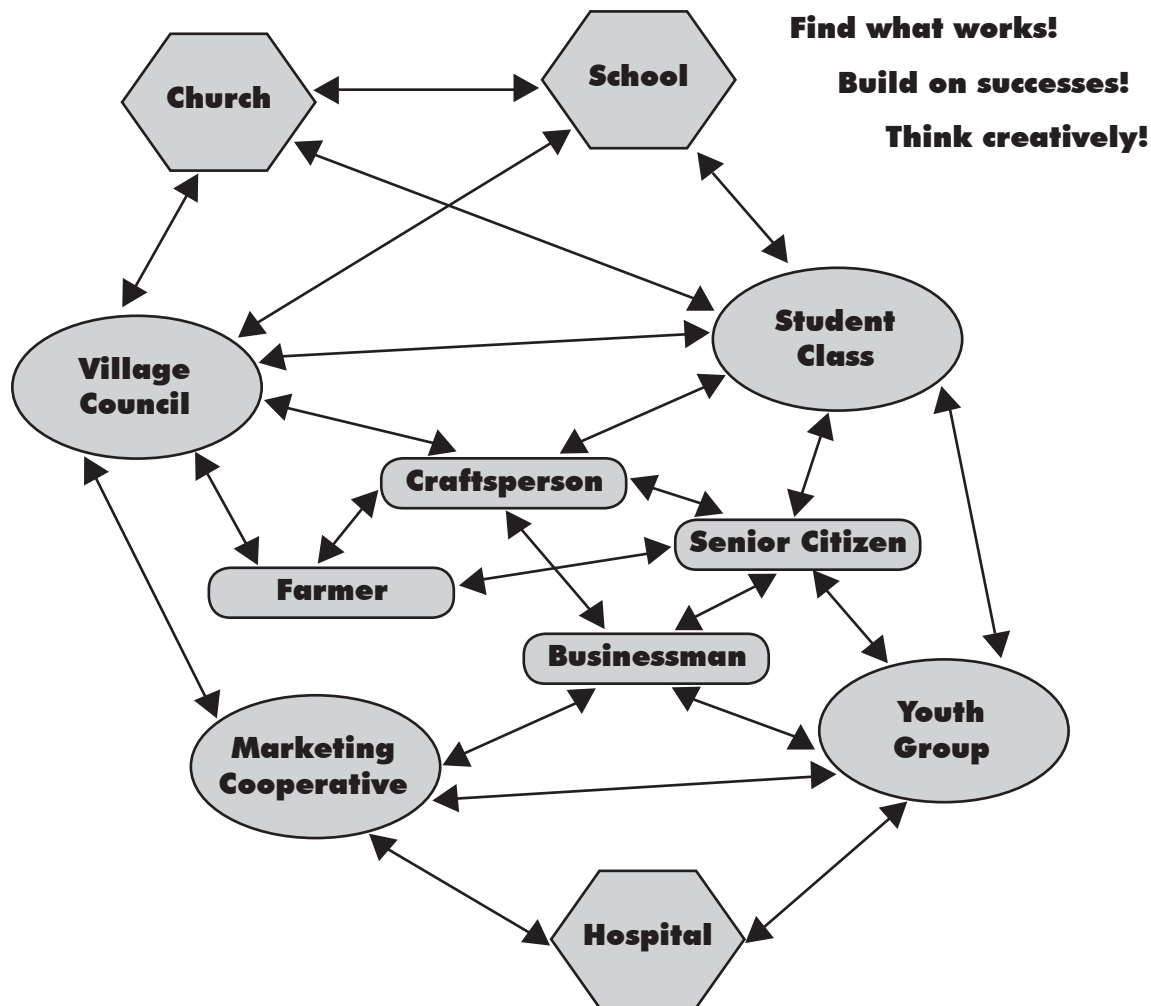 Find what works!
Build on successes!
Think creatively!
Church
School
Student
Class
Village
Council
Craftsperson
Senior Citizen
Farmer
Businessman
Youth
Group
Marketing
Cooperative
Hospital